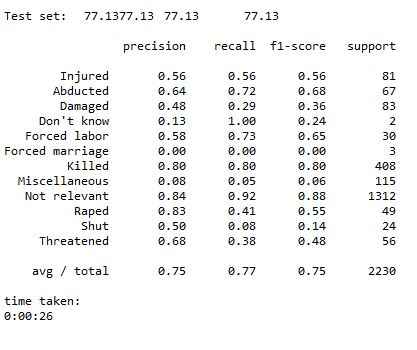 Test set: 77.1377.13 77.13 77.13
precision recall f1-score support
Injured 0.56 0.56 0.56 81
Abducted 0.64 0.72 0.68 67
Damaged 0.48 0.29 0.36 83
Don't know 0.13 1.00 0.24 2
Forced labor 0.58 0.73 0.65 30
Forced marriage 0.00 0.00 0.00 3
Killed 0.80 0.80 0.80 408
Miscellaneous 0.08 0.05 0.06 115
Not relevant 0.84 0.92 0.88 1312
Raped 0.83 0.41 0.55 49
Shut 0.50 0.08 0.14 24
Threatened 0.68 0.38 0.48 56
avg / total 0.75 0.77 0.75 2230
time taken:
0:00:26